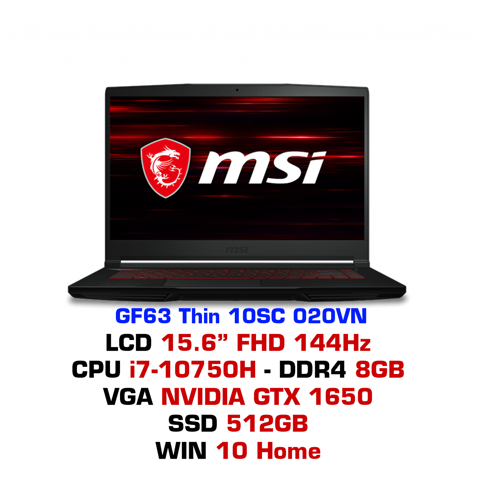 msi
msi
GF63 Thin 10SC 020VN
LCD 15.6” FHD 144Hz
CPU i7-10750H - DDR4 8GB
VGA NVIDIA GTX 1650
SSD 512GB
WIN 10 Home